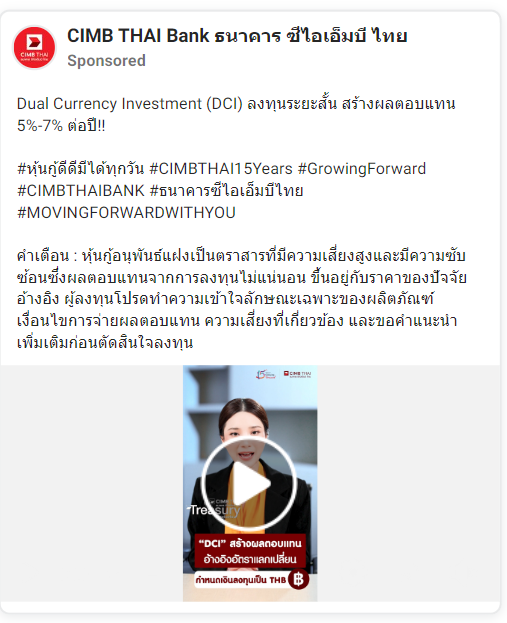 CIMB THAI Bank ธนาคาร ซีไอเอ็มบี ไทย
Sponsored
Dual Currency Investment (DCI) ลงทุนระยะสั้น สร้างผลตอบแทน
5%-7% ต่อปี!!
#หุ้นกู้ดีดีมีได้ทุกวัน #CIMBTHAI15Years #GrowingForward
#CIMBTHAIBANK #ธนาคารซีไอเอ็มบีไทย
#MOVINGFORWARDWITHYOU
คำเตือน : หุ้นกู้อนุพันธ์แฝงเป็นตราสารที่มีความเสี่ยงสูงและมีความซับ
ซ้อนซึ่งผลตอบแทนจากการลงทุนไม่แน่นอน ขึ้นอยู่กับราคาของปัจจัย
อ้างอิง ผู้ลงทุนโปรดทำความเข้าใจลักษณะเฉพาะของผลิตภัณฑ์
เงื่อนไขการจ่ายผลตอบแทน ความเสี่ยงที่เกี่ยวข้อง และขอคำแนะนำ
เพิ่มเติมก่อนตัดสินใจลงทุน
CIMB THAI
15
CIMB THAI
CIMB
Treasury
"DCI" สร้างผลตอบแทน
อ้างอิงอัตราแลกเปลี่ยน
กำหนดเงินลงทุนเป็น THB ฿